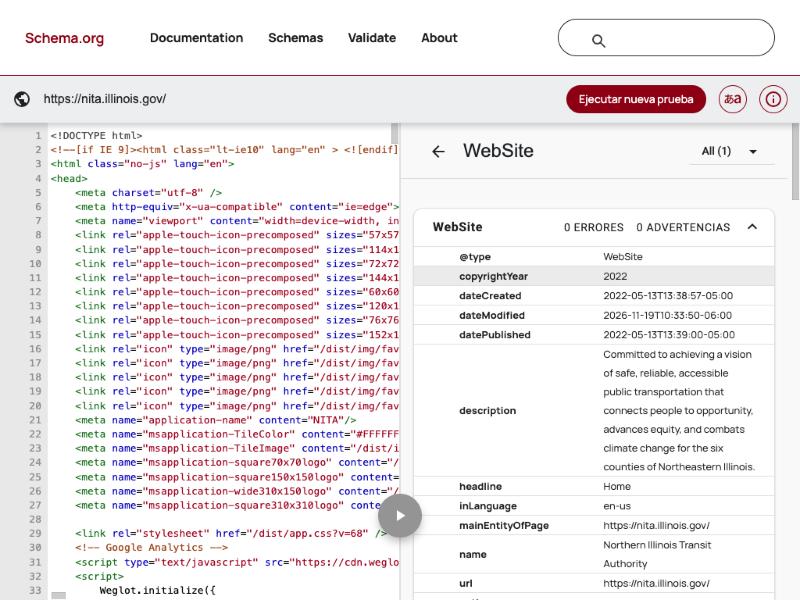 Schema.org
Documentation
Schemas
Validate
About
https://nita.illinois.gov/
Ejecutar nueva prueba
あa
1 <!DOCTYPE html>
2 <!--[if IE 9]><html class="lt-ie10" lang="en" > <![endif]
3 <html class="no-js" lang="en">
4 <head>
5 <meta charset="utf-8" />
6 <meta http-equiv="x-ua-compatible" content="ie=edge">
7 <meta name="viewport" content="width=device-width, in
8 <link rel="apple-touch-icon-precomposed" sizes="57x57
9 <link rel="apple-touch-icon-precomposed" sizes="114x1
10 <link rel="apple-touch-icon-precomposed" sizes="72x72
11 <link rel="apple-touch-icon-precomposed" sizes="144x1
12 <link rel="apple-touch-icon-precomposed" sizes="60x60
13 <link rel="apple-touch-icon-precomposed" sizes="120x1
14 <link rel="apple-touch-icon-precomposed" sizes="76x76
15 <link rel="apple-touch-icon-precomposed" sizes="152x1
16 <link rel="icon" type="image/png" href="/dist/img/fav
17 <link rel="icon" type="image/png" href="/dist/img/fav
18 <link rel="icon" type="image/png" href="/dist/img/fav
19 <link rel="icon" type="image/png" href="/dist/img/fav
20 <link rel="icon" type="image/png" href="/dist/img/fav
21 <meta name="application-name" content="NITA"/>
22 <meta name="msapplication-TileColor" content="#FFFFFF
23 <meta name="msapplication-TileImage" content="/dist/i
24 <meta name="msapplication-square70x70logo" content="/
25 <meta name="msapplication-square150x150logo" content=
26 <meta name="msapplication-wide310x150logo" content="/
27 <meta name="msapplication-square310x310logo" conte
28
29 <link rel="stylesheet" href="/dist/app.css?v=68" />
30 <!-- Google Analytics -->
31 <script type="text/javascript" src="https://cdn.weglo
32 <script>
33 Weglot.initialize({
WebSite
All (1)
WebSite 0 ERRORES 0 ADVERTENCIAS
@type WebSite
copyrightYear 2022
dateCreated 2022-05-13T13:38:57-05:00
dateModified 2026-11-19T10:33:50-06:00
datePublished 2022-05-13T13:39:00-05:00
description
Committed to achieving a vision
of safe, reliable, accessible
public transportation that
connects people to opportunity,
advances equity, and combats
climate change for the six
counties of Northeastern Illinois.
headline Home
inLanguage en-us
mainEntityOfPage https://nita.illinois.gov/
name
Northern Illinois Transit
Authority
url https://nita.illinois.gov/